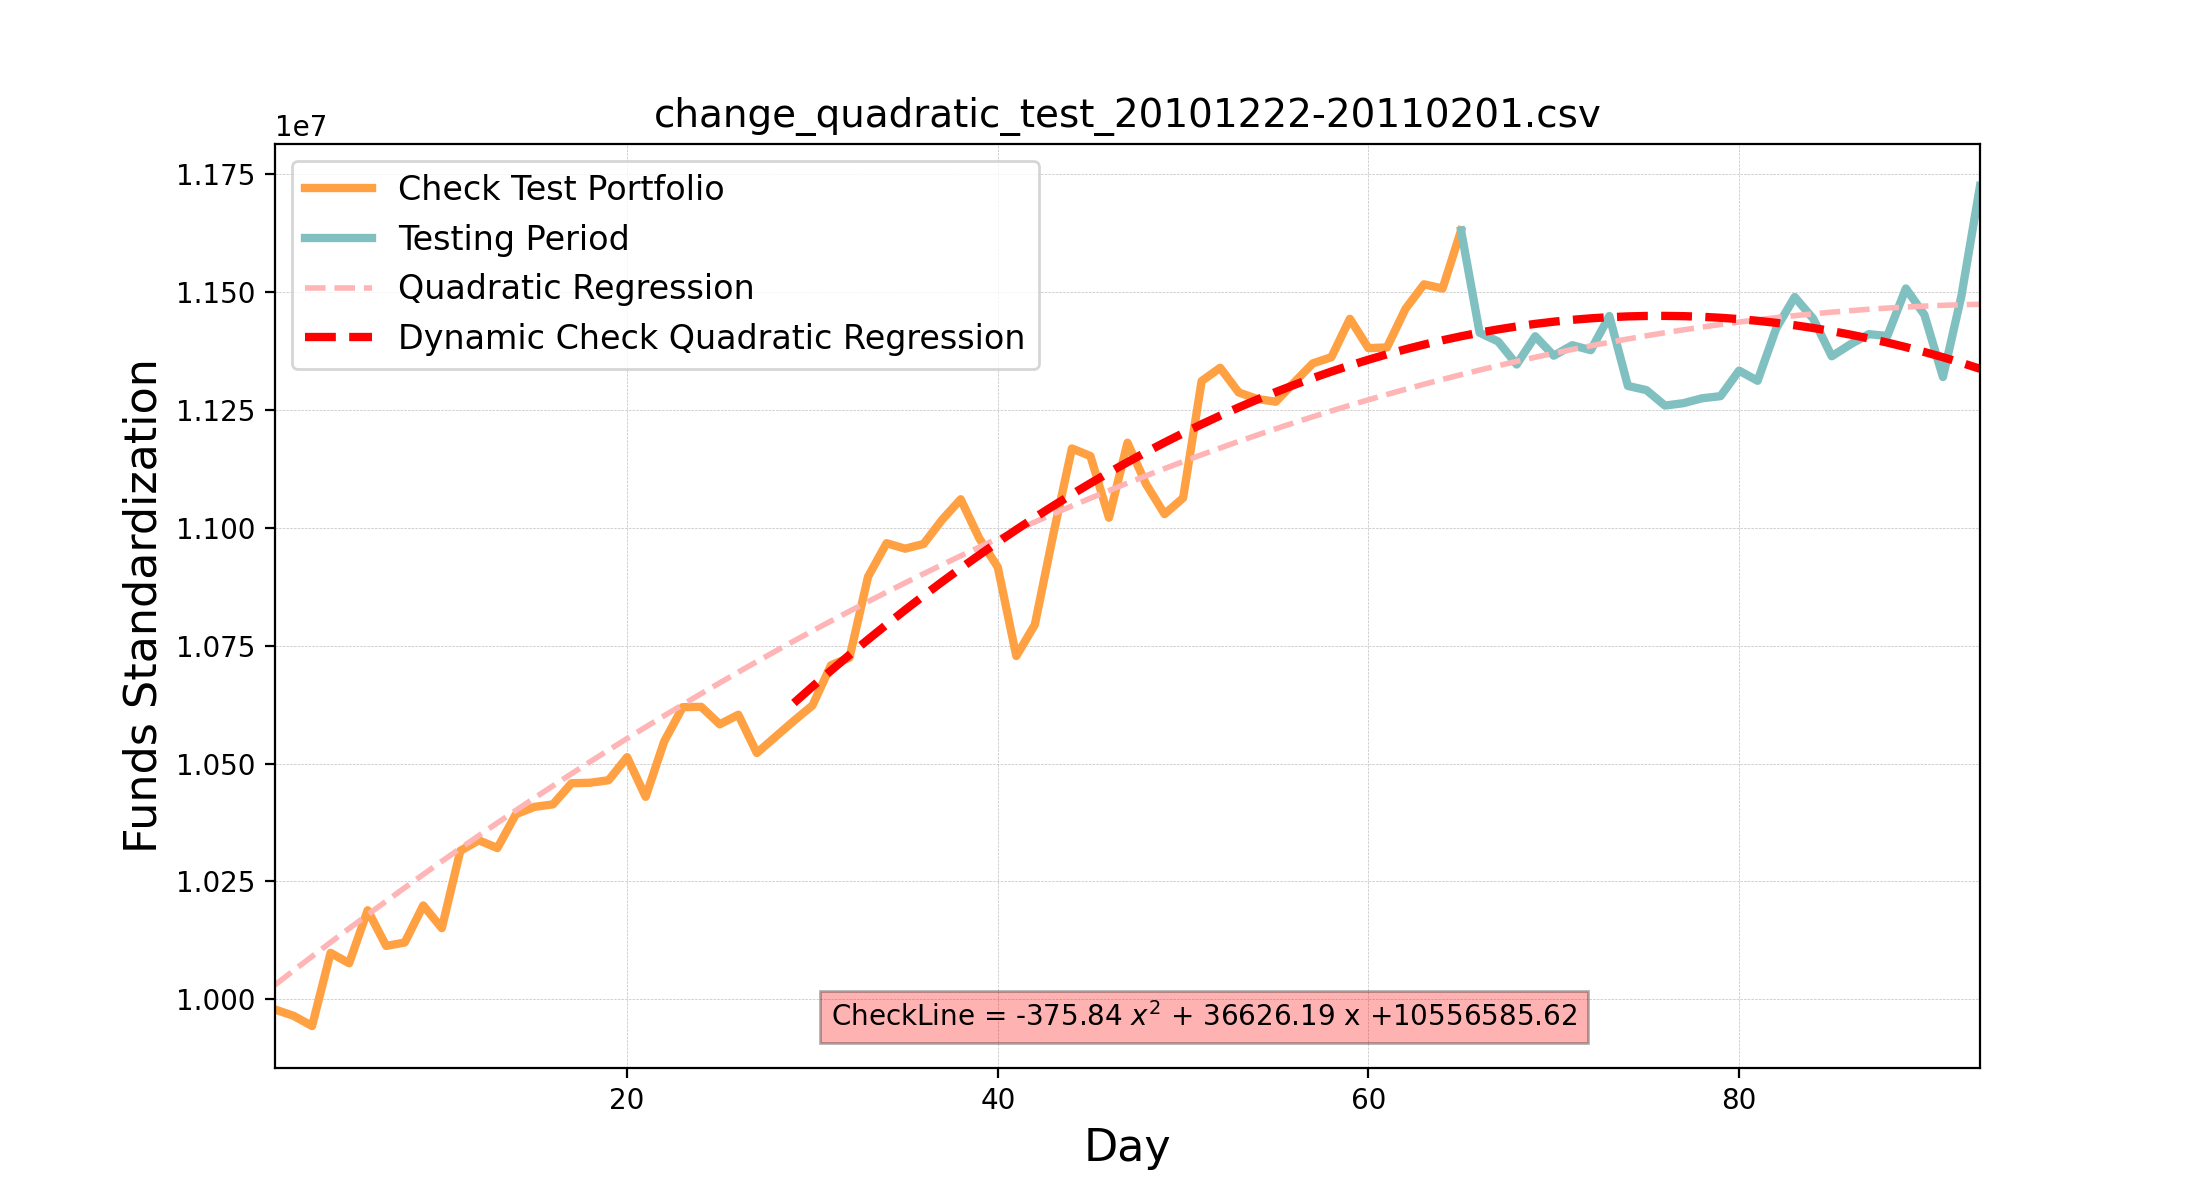 change_quadratic_test_20101222-20110201.csv
1e7
Check Test Portfolio
Testing Period
Quadratic Regression
Dynamic Check Quadratic Regression
1.175
1.150
1.125
1.100
1.075
1.050
1.025
1.000
Funds Standardization
CheckLine = -375.84 x² + 36626.19 x +10556585.62
20 40 60 80
Day